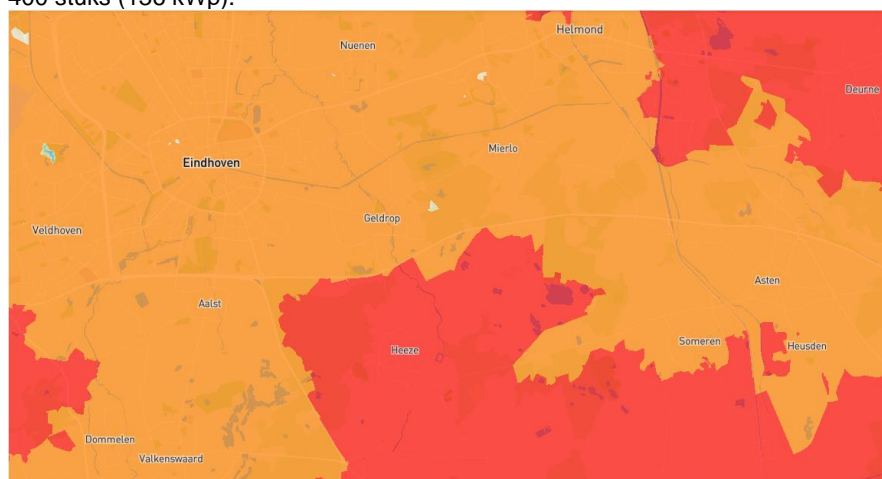 400 stuks (150 kWp).
Helmond
Nuenen
Deurne
Mierlo
Eindhoven
Geldrop
Veldhoven
Asten
Aalst
Someren
Heusden
Heeze
Dommelen
Valkenswaard